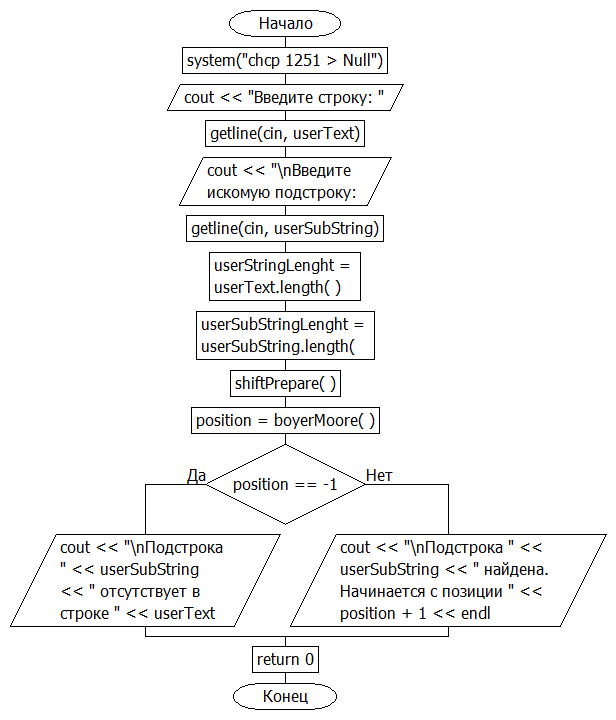 Начало
system("chcp 1251 > Null")
cout << "Введите строку: "
getline(cin, userText)
cout << "\nВведите
искомую подстроку:
getline(cin, userSubString)
userStringLenght =
userText.length( )
userSubStringLenght =
userSubString.length(
shiftPrepare( )
position = boyerMoore( )
Да
position == -1
Нет
cout << "\nПодстрока
" << userSubString
<< " отсутствует в
строке " << userText
cout << "\nПодстрока " <<
userSubString << " найдена.
Начинается с позиции " <<
position + 1 << endl
return 0
Конец